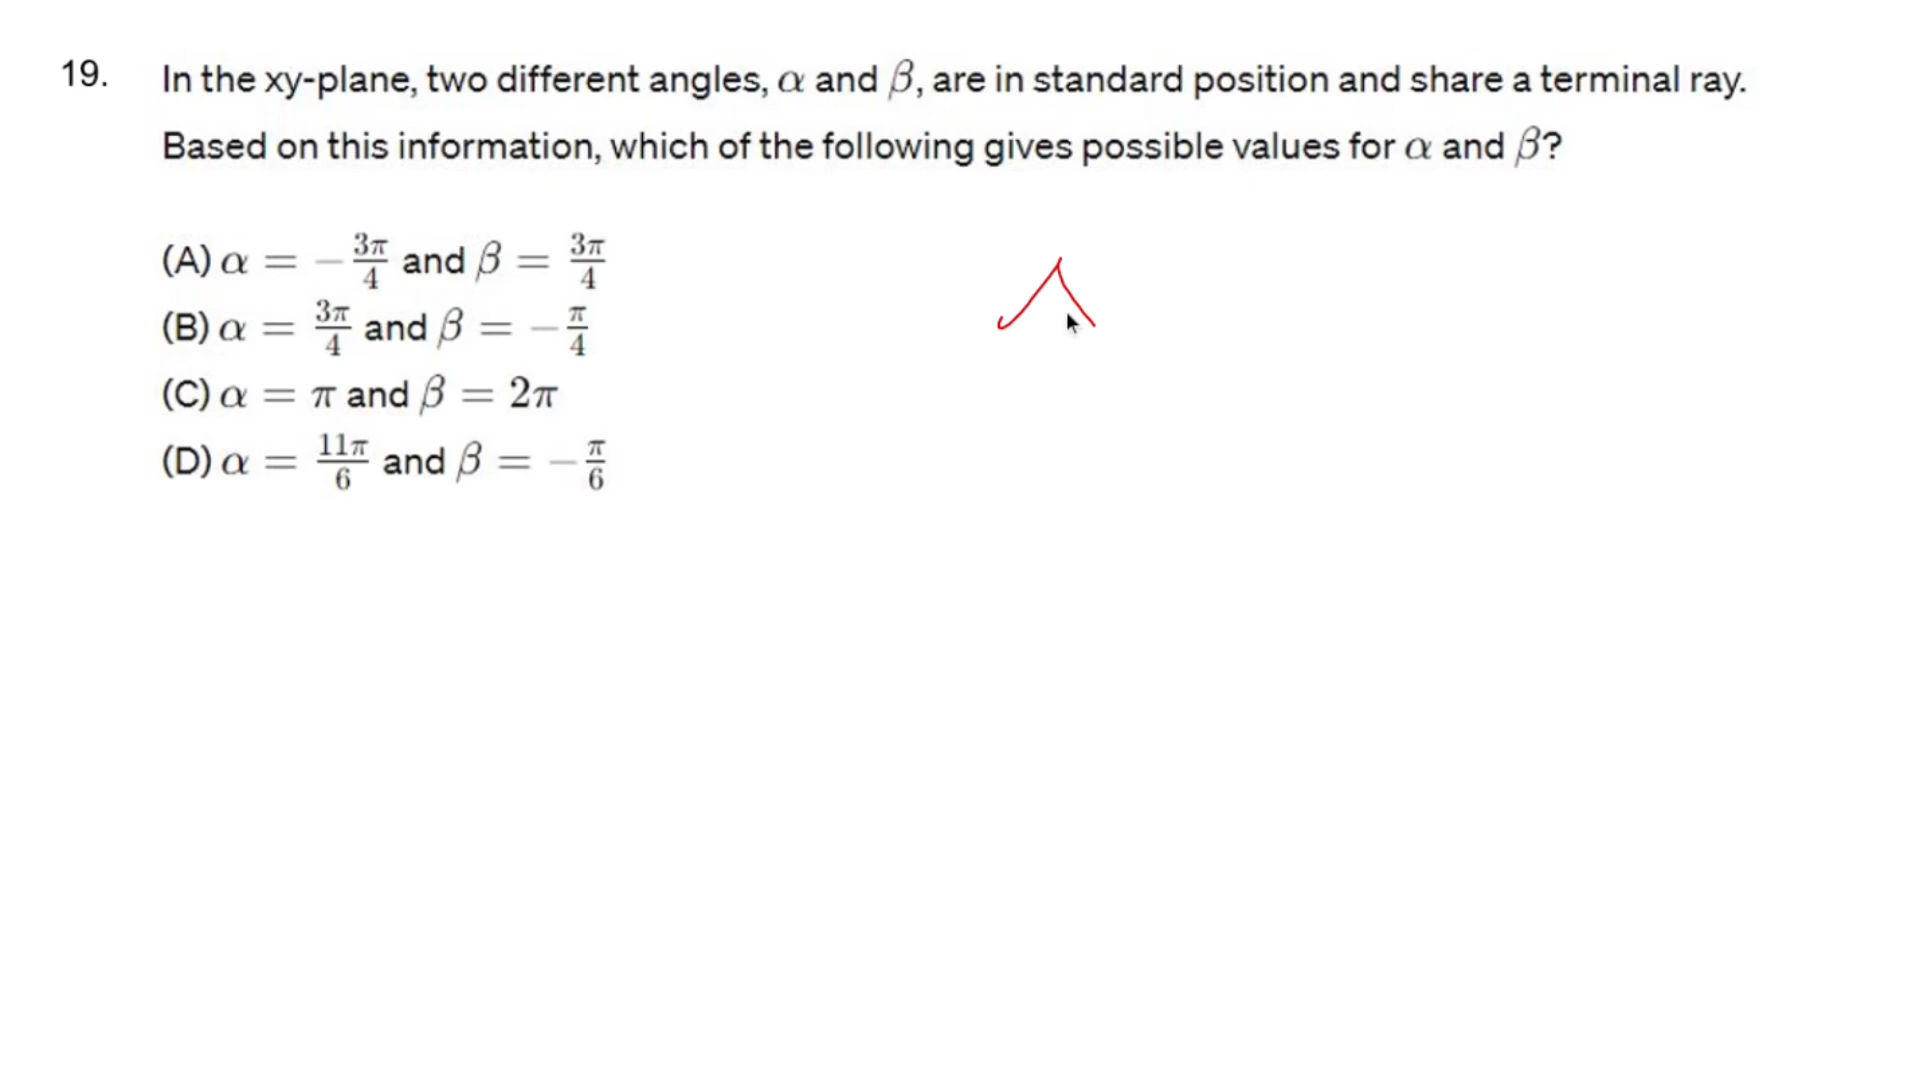 19. In the xy-plane, two different angles, α and β, are in standard position and share a terminal ray.
Based on this information, which of the following gives possible values for α and β?
(A) α = −3π/4 and β = 3π/4
(B) α = 3π/4 and β = −π/4
(C) α = π and β = 2π
(D) α = 11π/6 and β = −π/6